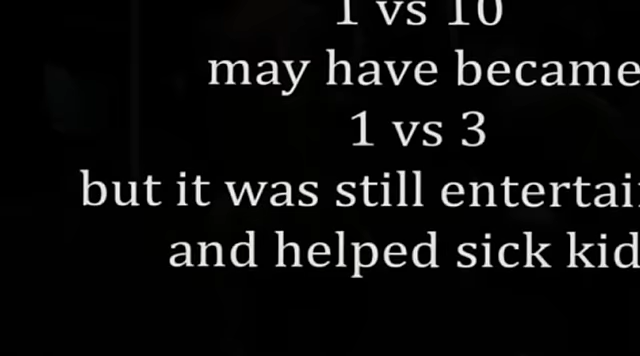 1 vs 10
may have became
1 vs 3
but it was still entertai
and helped sick kid